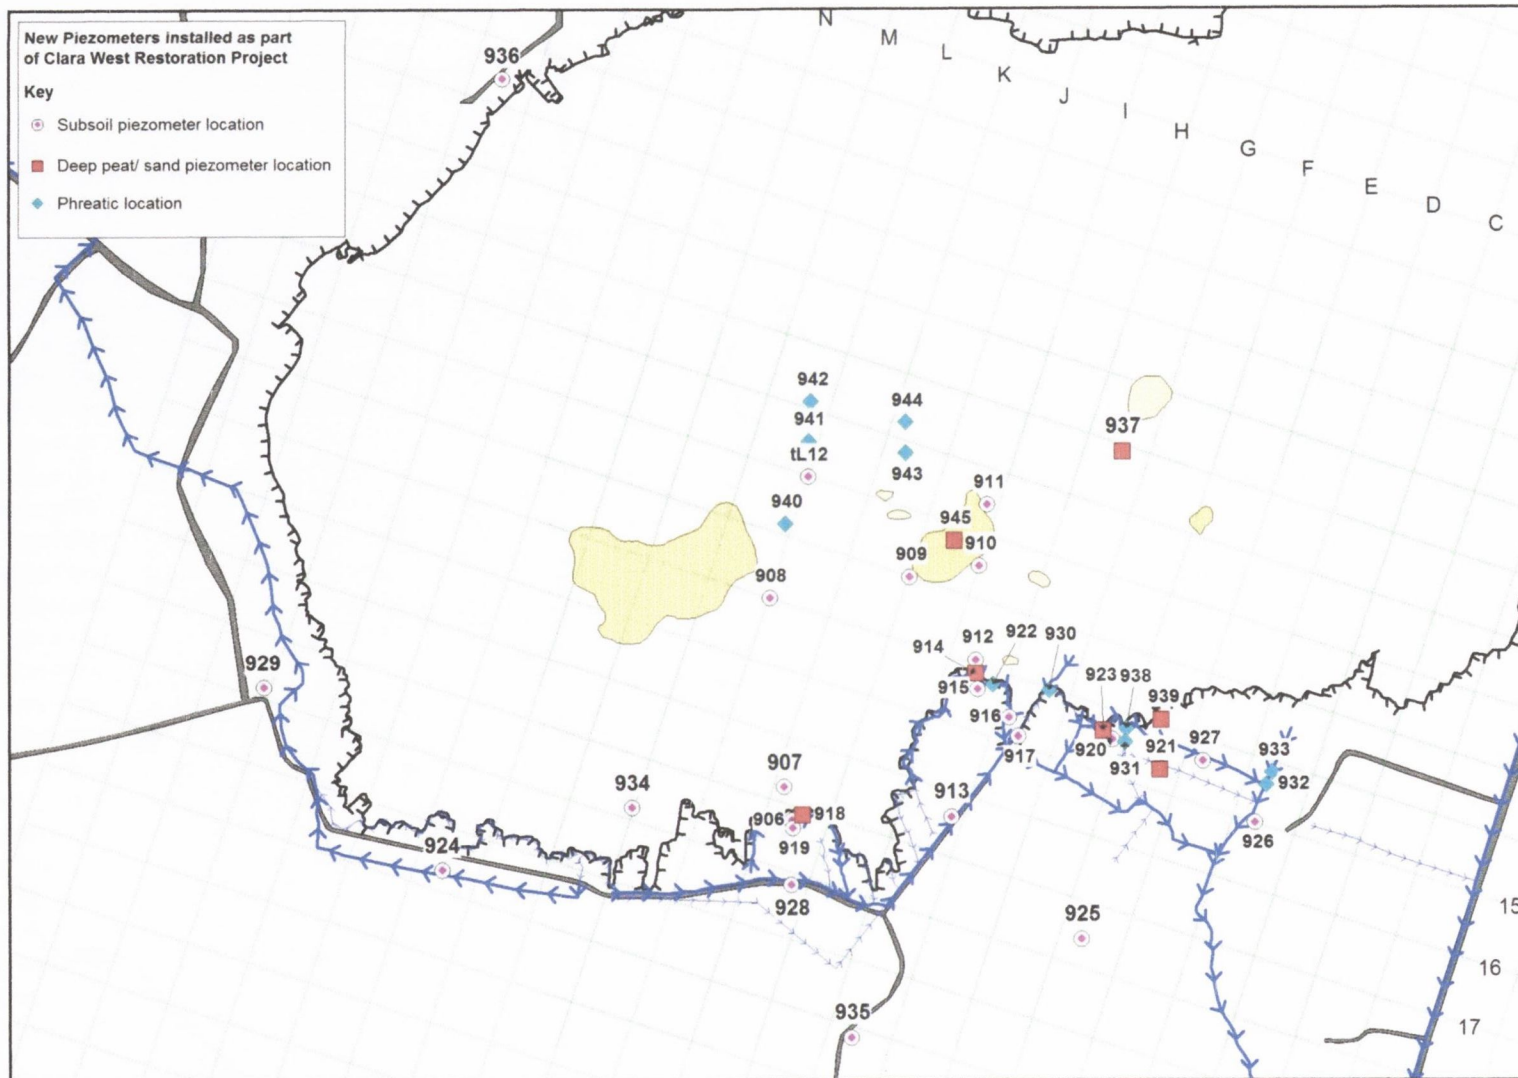 New Piezometers installed as part
of Clara West Restoration Project
Key
Subsoil piezometer location
Deep peat/ sand piezometer location
Phreatic location
N
M
L
K
J
I
H
G
F
E
D
C
936
942
941
tL12
940
944
943
937
911
945
910
909
908
929
912
922
930
914
915
916
917
923
938
939
920
931
921
927
933
932
926
907
934
906
918
919
913
924
928
925
935
15
16
17